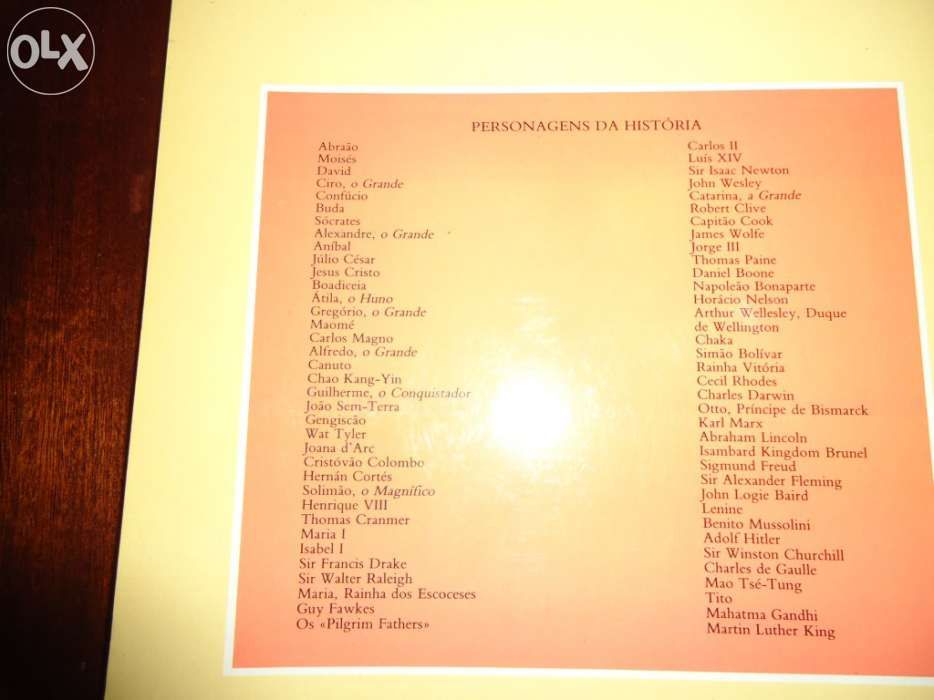 OLX
PERSONAGENS DA HISTÓRIA
Abraão
Moisés
David
Ciro, o Grande
Confúcio
Buda
Sócrates
Alexandre, o Grande
Aníbal
Júlio César
Jesus Cristo
Boadiceia
Átila, o Huno
Gregório, o Grande
Maomé
Carlos Magno
Alfredo, o Grande
Canuto
Chao Kang-Yin
Guilherme, o Conquistador
João Sem-Terra
Gengiscão
Wat Tyler
Joana d'Arc
Cristóvão Colombo
Hernán Cortés
Solimão, o Magnífico
Henrique VIII
Thomas Cranmer
Maria I
Isabel I
Sir Francis Drake
Sir Walter Raleigh
Maria, Rainha dos Escoceses
Guy Fawkes
Os «Pilgrim Fathers»
Carlos II
Luís XIV
Sir Isaac Newton
John Wesley
Catarina, a Grande
Robert Clive
Capitão Cook
James Wolfe
Jorge III
Thomas Paine
Daniel Boone
Napoleão Bonaparte
Horácio Nelson
Arthur Wellesley, Duque
de Wellington
Chaka
Simão Bolívar
Rainha Vitória
Cecil Rhodes
Charles Darwin
Otto, Príncipe de Bismarck
Karl Marx
Abraham Lincoln
Isambard Kingdom Brunel
Sigmund Freud
Sir Alexander Fleming
John Logie Baird
Lenine
Benito Mussolini
Adolf Hitler
Sir Winston Churchill
Charles de Gaulle
Mao Tsé-Tung
Tito
Mahatma Gandhi
Martin Luther King